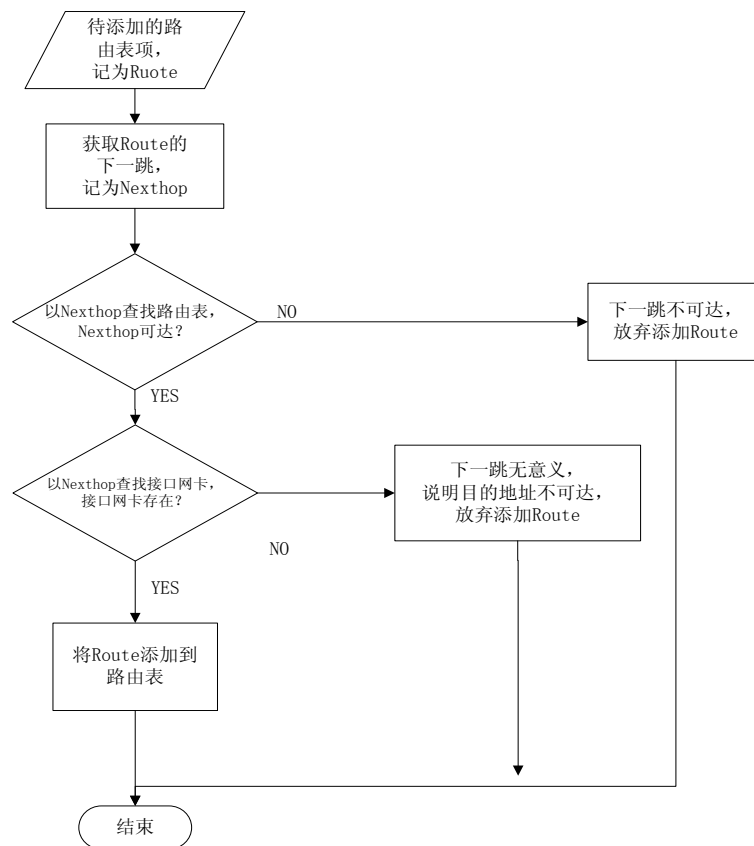 待添加的路
由表项,
记为Ruote
获取Route的
下一跳,
记为Nexthop
以Nexthop查找路由表,
Nexthop可达?
NO
下一跳不可达,
放弃添加Route
YES
以Nexthop查找接口网卡,
接口网卡存在?
下一跳无意义,
说明目的地址不可达,
放弃添加Route
NO
YES
将Route添加到
路由表
结束